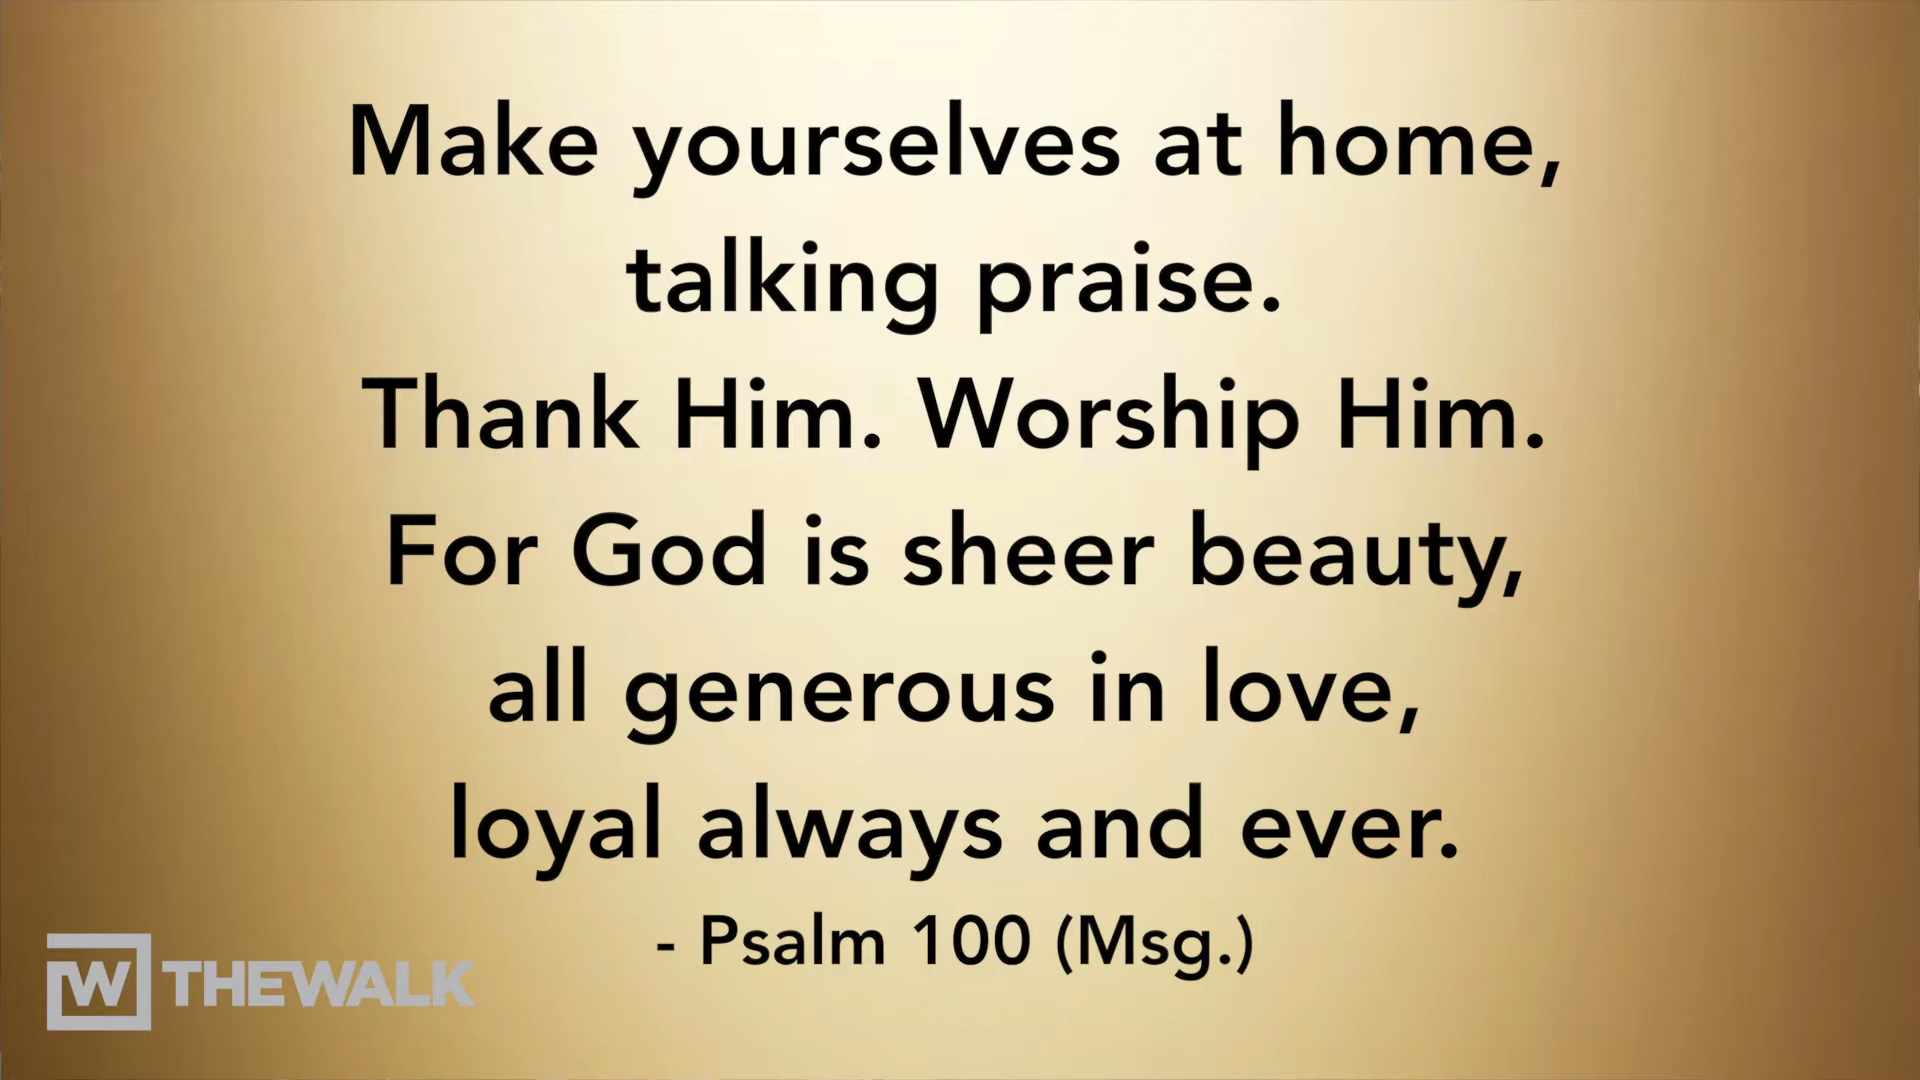 Make yourselves at home,
talking praise.
Thank Him. Worship Him.
For God is sheer beauty,
all generous in love,
loyal always and ever.
- Psalm 100 (Msg.)
W THEWALK